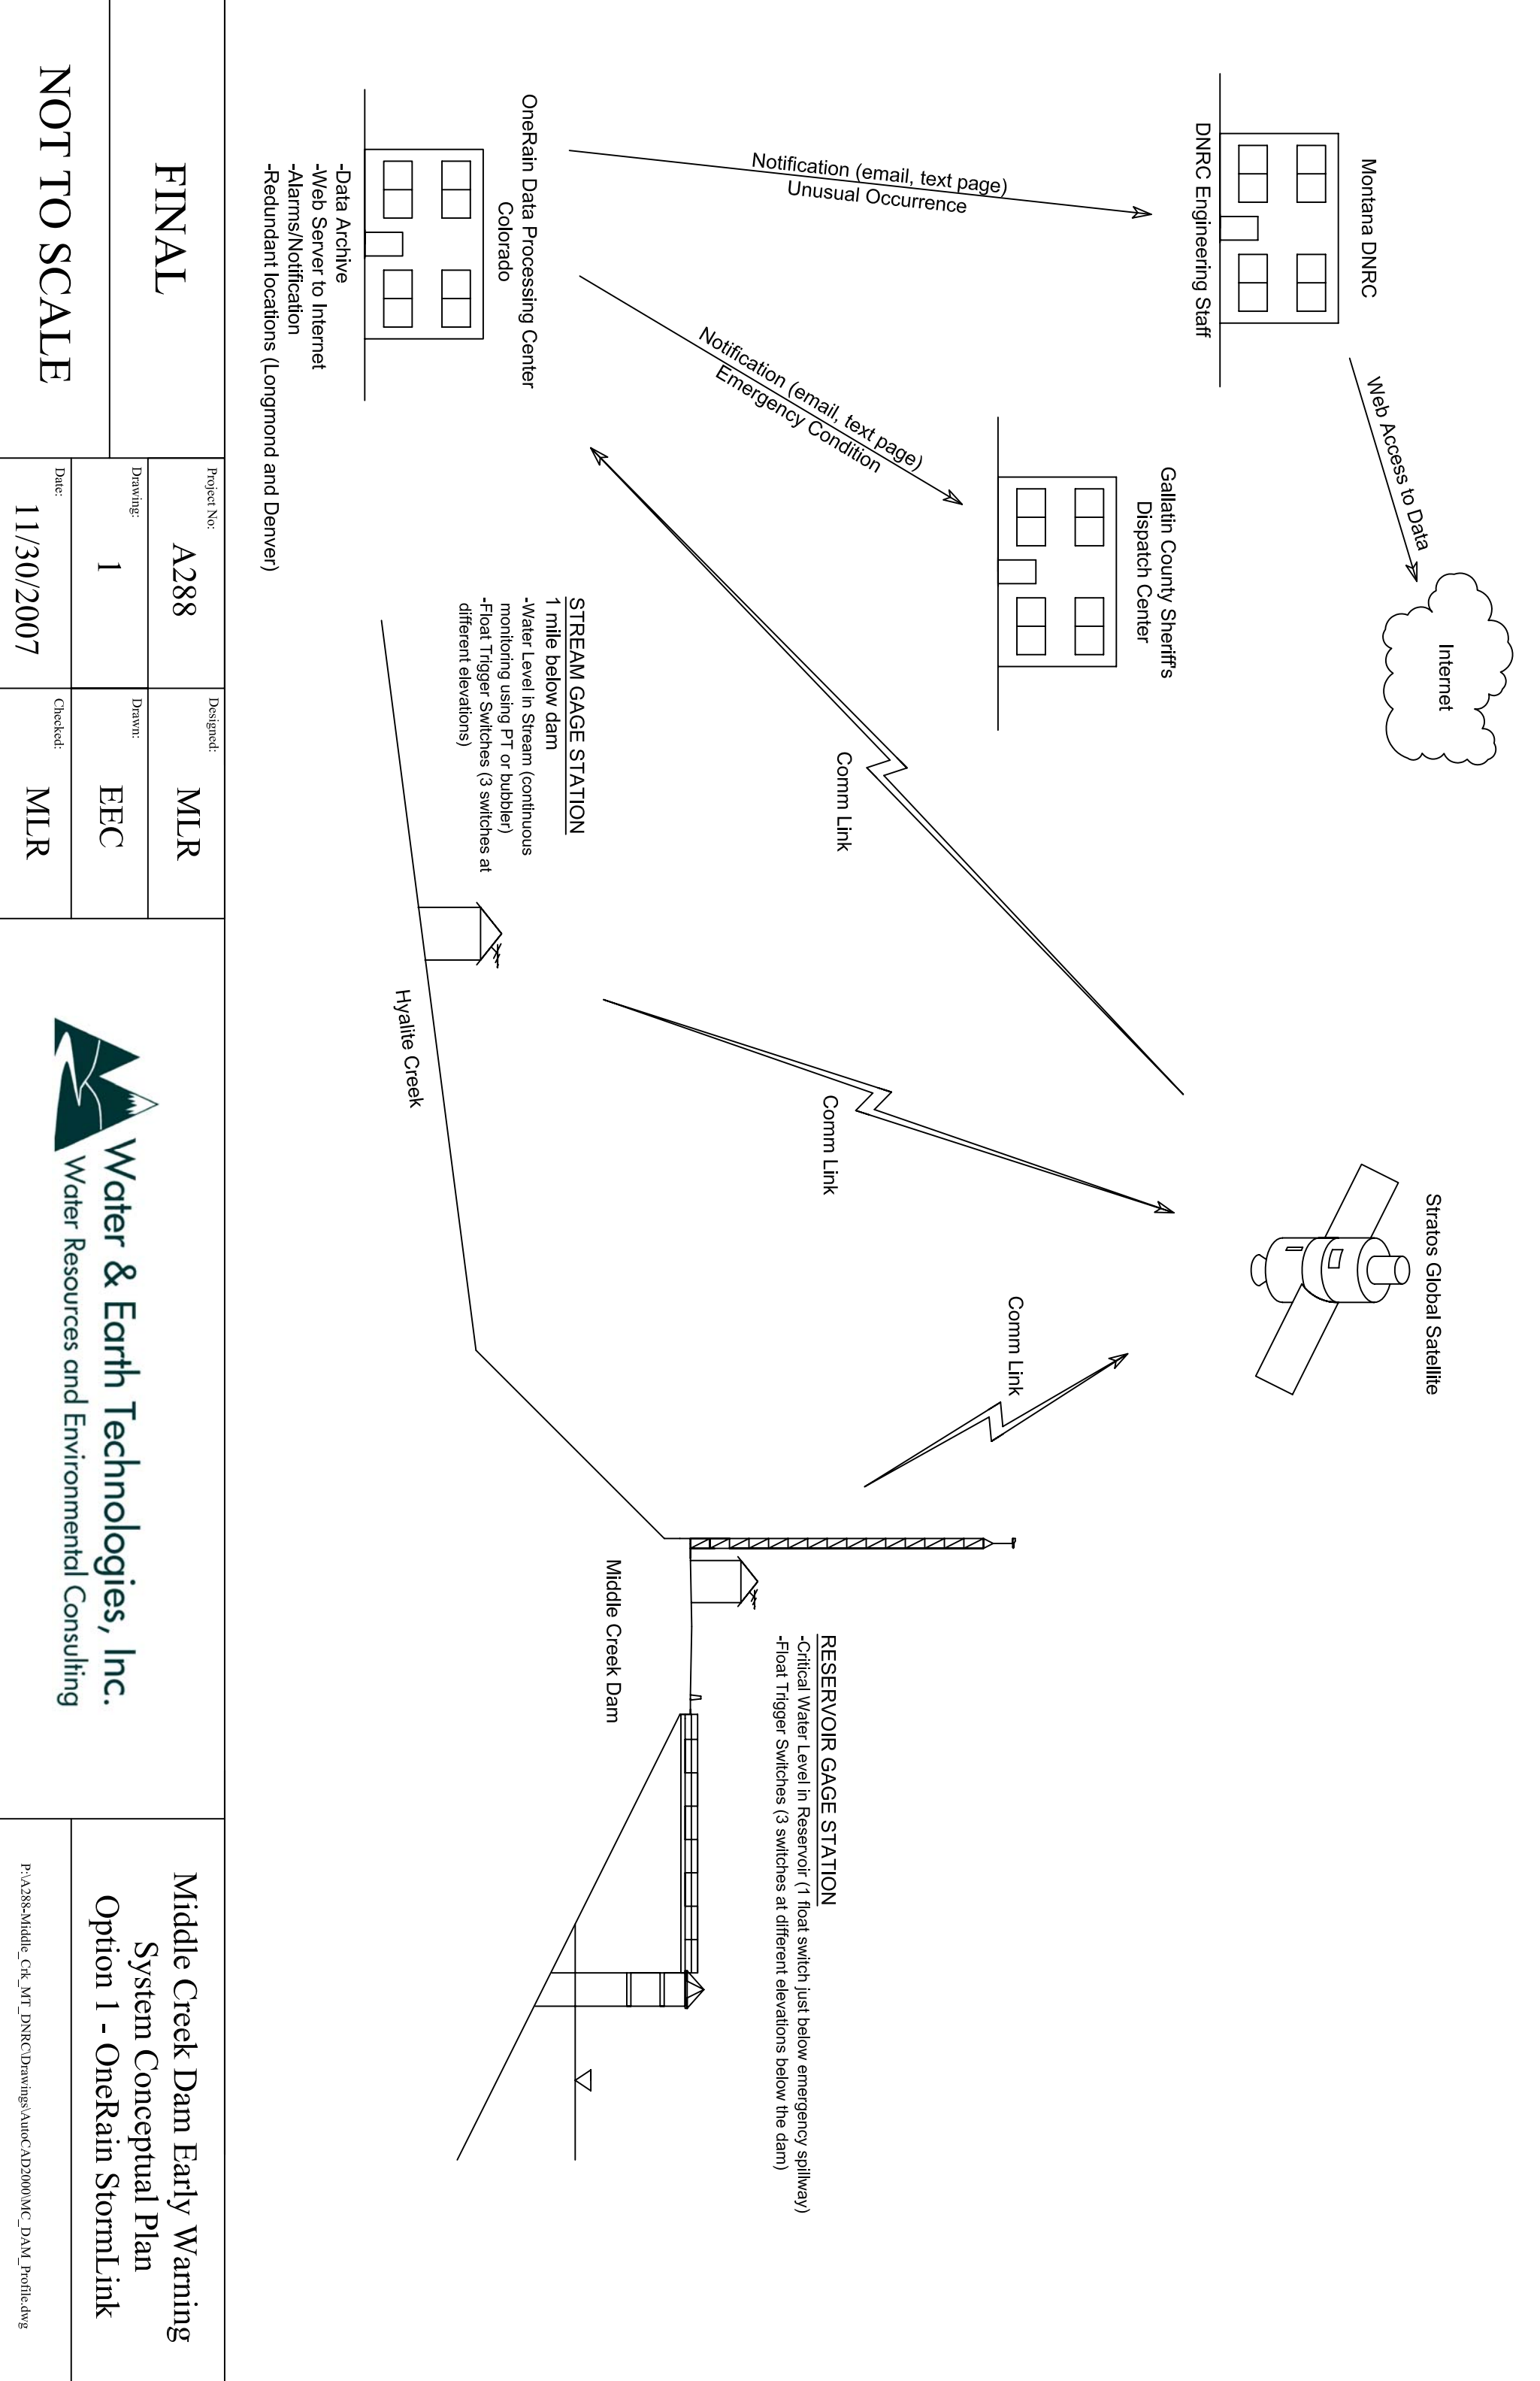 Montana DNRC
DNRC Engineering Staff
Web Access to Data
Internet
Stratos Global Satellite
Notification (email, text page)
Unusual Occurrence
Gallatin County Sheriff's
Dispatch Center
Notification (email, text page)
Emergency Condition
Comm Link
Comm Link
Comm Link
OneRain Data Processing Center
Colorado
-Data Archive
-Web Server to Internet
-Alarms/Notification
-Redundant locations (Longmond and Denver)
STREAM GAGE STATION
1 mile below dam
-Water Level in Stream (continuous
monitoring using PT or bubbler)
-Float Trigger Switches (3 switches at
different elevations)
Hyalite Creek
RESERVOIR GAGE STATION
-Critical Water Level in Reservoir (1 float switch just below emergency spillway)
-Float Trigger Switches (3 switches at different elevations below the dam)
Middle Creek Dam
FINAL
NOT TO SCALE
Project No:
A288
Designed:
MLR
Drawing:
1
Drawn:
EEC
Date:
11/30/2007
Checked:
MLR
Water & Earth Technologies, Inc.
Water Resources and Environmental Consulting
Middle Creek Dam Early Warning
System Conceptual Plan
Option 1 - OneRain StormLink
P:\A288-Middle_Crk_MT_DNRC\Drawings\AutoCAD2000\MC_DAM_Profile.dwg